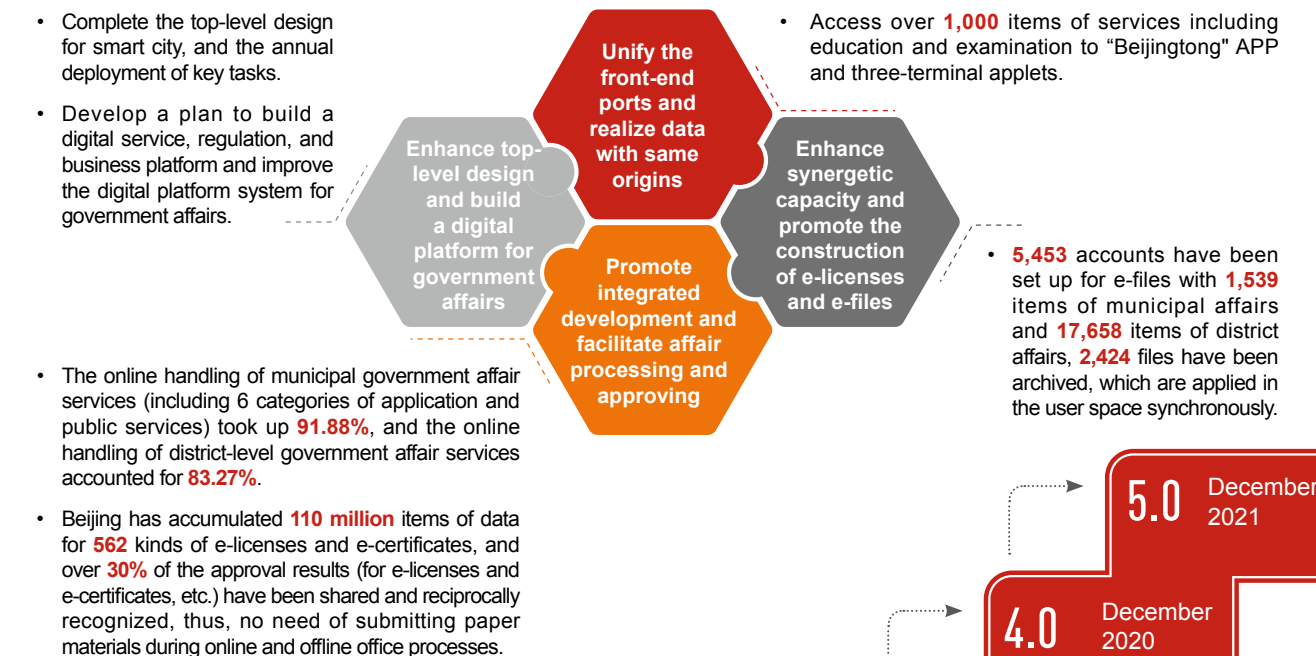 • Complete the top-level design
for smart city, and the annual
deployment of key tasks.
• Develop a plan to build a
digital service, regulation, and
business platform and improve
the digital platform system for
government affairs.
Unify the
front-end
ports and
realize data
with same
origins
• Access over 1,000 items of services including
education and examination to “Beijingtong" APP
and three-terminal applets.
Enhance top-
level design
and build
a digital
platform for
government
affairs
Enhance
synergetic
capacity and
promote the
construction
of e-licenses
and e-files
Promote
integrated
development and
facilitate affair
processing and
approving
• 5,453 accounts have been
set up for e-files with 1,539
items of municipal affairs
and 17,658 items of district
affairs, 2,424 files have been
archived, which are applied in
the user space synchronously.
• The online handling of municipal government affair
services (including 6 categories of application and
public services) took up 91.88%, and the online
handling of district-level government affair services
accounted for 83.27%.
• Beijing has accumulated 110 million items of data
for 562 kinds of e-licenses and e-certificates, and
over 30% of the approval results (for e-licenses and
e-certificates, etc.) have been shared and reciprocally
recognized, thus, no need of submitting paper
materials during online and offline office processes.
5.0 December
2021
4.0 December
2020